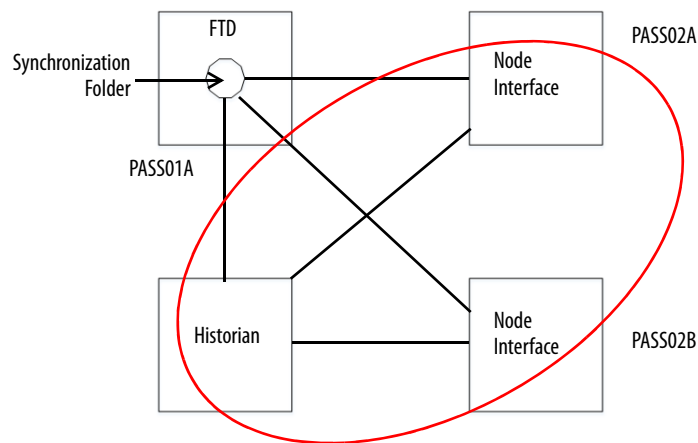 FTD
PASS02A
Synchronization
Folder
Node
Interface
PASS01A
Historian
Node
Interface
PASS02B